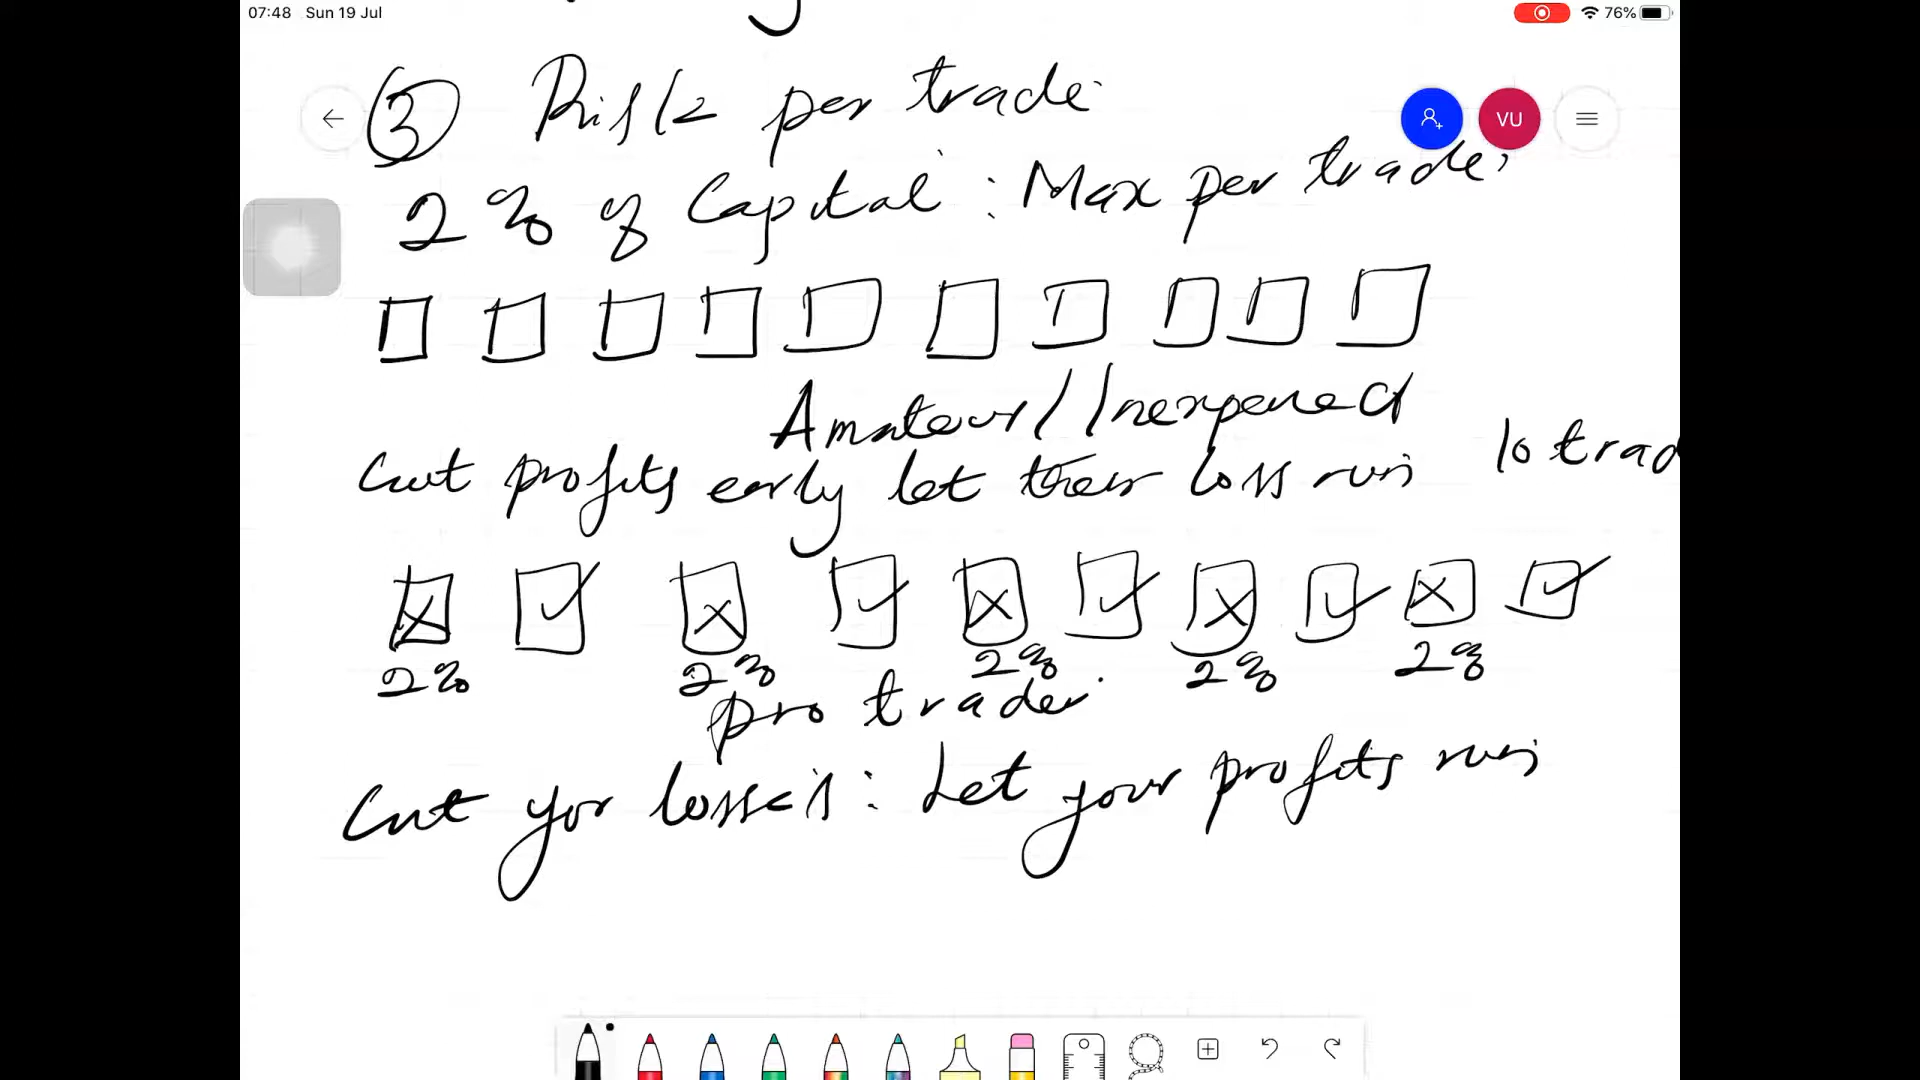 07:48 Sun 19 Jul
76%
3 Risk per trade
VU
2% of Capital : Max per trade
Amateur / Inexpereced
10 trad
Cut profits early let their loss run
2% 2% 2% 2% 2%
pro trader
Cut yor losses : Let your profits run